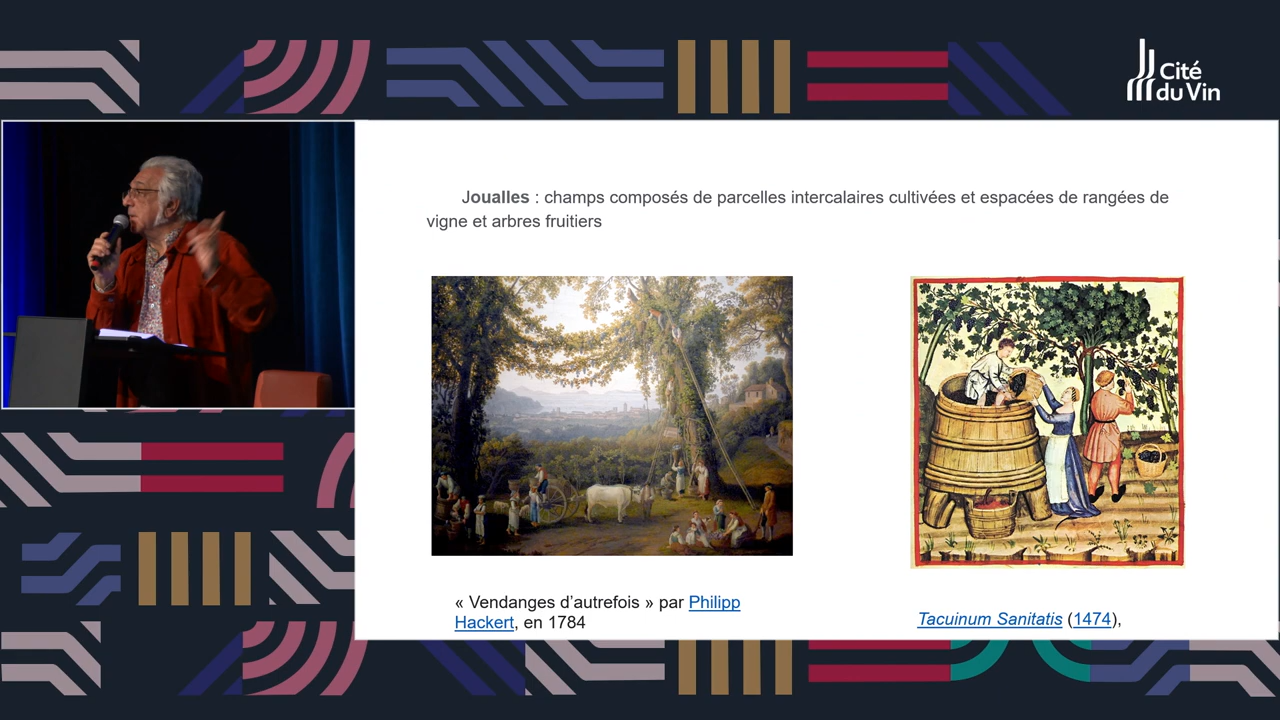 Cité
du Vin
Joualles : champs composés de parcelles intercalaires cultivées et espacées de rangées de
vigne et arbres fruitiers
« Vendanges d’autrefois » par Philipp
Hackert, en 1784
Tacuinum Sanitatis (1474),